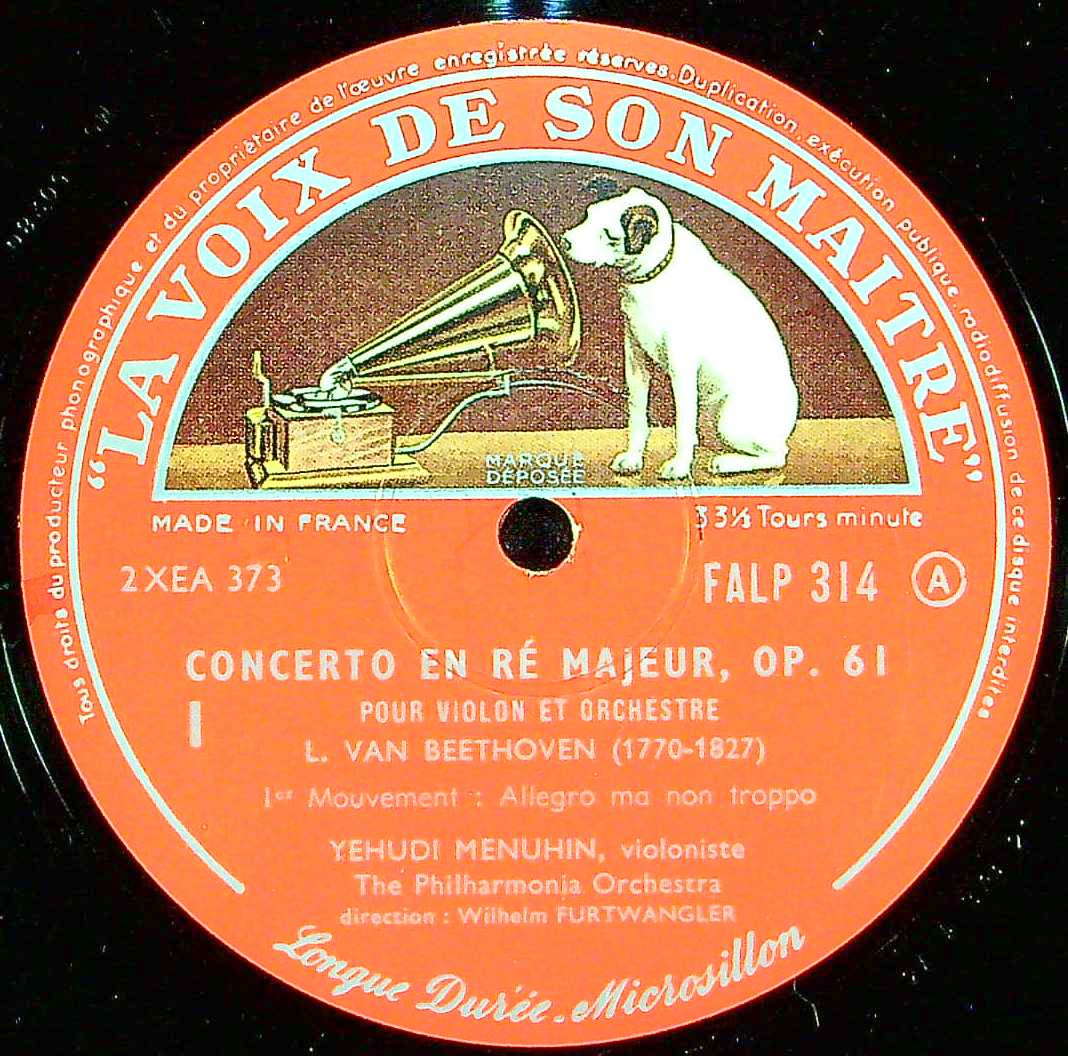 Tous droits du producteur phonographique et du propriétaire de l'œuvre enregistrée réservés. Duplication, exécution publique, radiodiffusion de ce disque interdites
"LA VOIX DE SON MAITRE"
MARQUE
DÉPOSÉE
MADE IN FRANCE
33⅓ Tours minute
2XEA 373
FALP 314 A
CONCERTO EN RÉ MAJEUR, OP. 61
I
POUR VIOLON ET ORCHESTRE
L. VAN BEETHOVEN (1770-1827)
1er Mouvement : Allegro ma non troppo
YEHUDI MENUHIN, violoniste
The Philharmonia Orchestra
direction : Wilhelm FURTWANGLER
Longue Durée-Microsillon